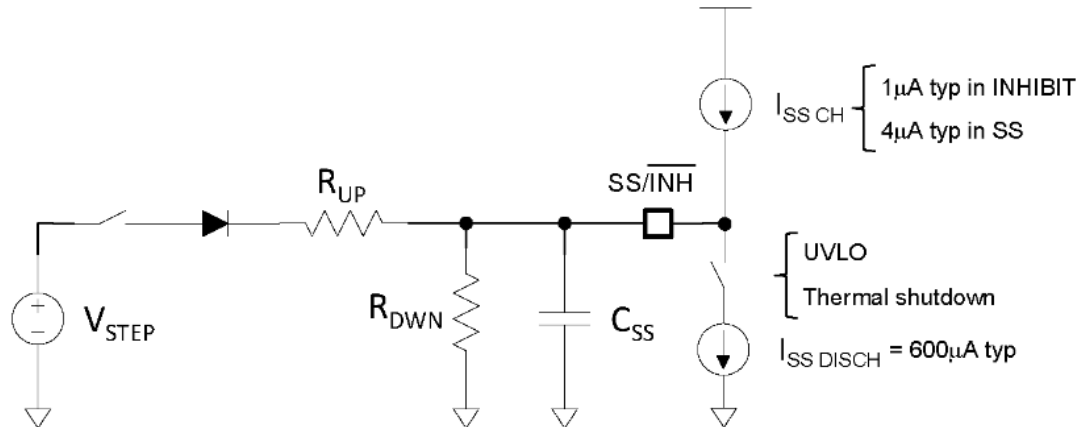 I SS CH
1μA typ in INHIBIT
4μA typ in SS
SS/INH
R UP
+
−
V STEP
R DWN
C SS
UVLO
Thermal shutdown
I SS DISCH = 600μA typ